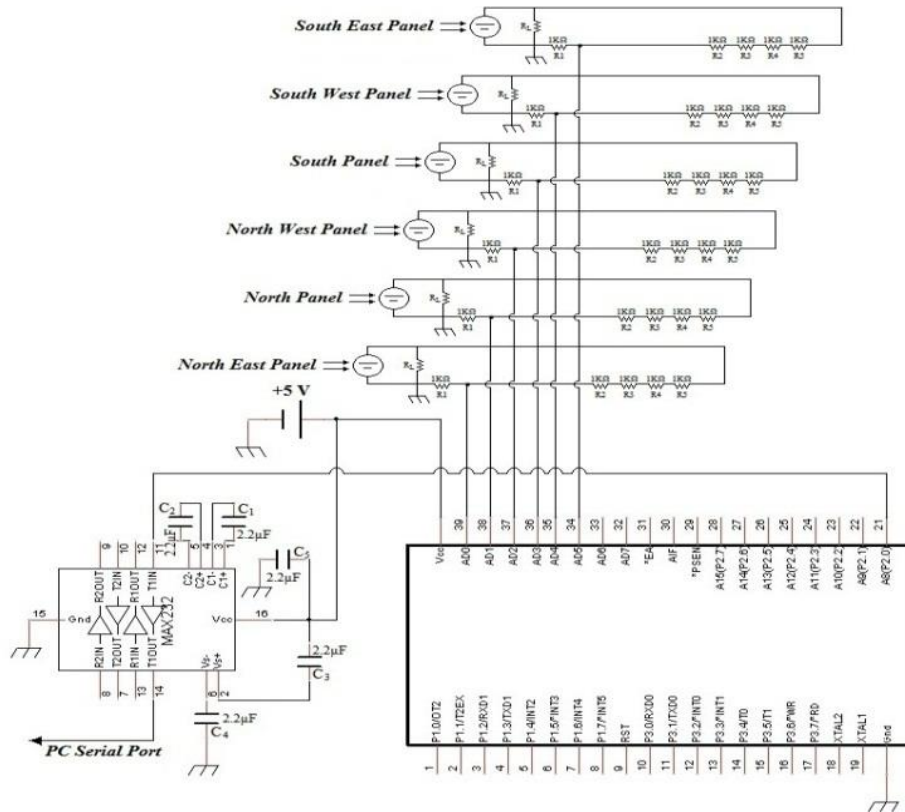 South East Panel
R_L
1KΩ
R1
1KΩ 1KΩ 1KΩ 1KΩ
R2 R3 R4 R5
South West Panel
R_L
1KΩ
R1
1KΩ 1KΩ 1KΩ 1KΩ
R2 R3 R4 R5
South Panel
R_L
1KΩ
R1
1KΩ 1KΩ 1KΩ 1KΩ
R2 R3 R4 R5
North West Panel
R_L
1KΩ
R1
1KΩ 1KΩ 1KΩ 1KΩ
R2 R3 R4 R5
North Panel
R_L
1KΩ
R1
1KΩ 1KΩ 1KΩ 1KΩ
R2 R3 R4 R5
North East Panel
R_L
1KΩ
R1
1KΩ 1KΩ 1KΩ 1KΩ
R2 R3 R4 R5
+5 V
C2
2.2µF
C1
2.2µF
C5
2.2µF
9 10 12 11 5 4 3 1
R2OUT T2IN R1OUT T1IN C2- C2+ C1- C1+
15 Gnd
MAX232
Vcc 16
R2IN T2OUT R1IN T1OUT Vs- Vs+
8 7 13 14 6 2
2.2µF
C3
2.2µF
C4
PC Serial Port
39 38 37 36 35 34 33 32 31 30 29 28 27 26 25 24 23 22 21
Vcc AD0 AD1 AD2 AD3 AD4 AD5 AD6 AD7 *EA AlF *PSEN A15(P2.7) A14(P2.6) A13(P2.5) A12(P2.4) A11(P2.3) A10(P2.2) A9(P2.1) A8(P2.0)
P1.0/OT2 P1.1/T2EX P1.2/RXD1 P1.3/TXD1 P1.4/INT2 P1.5/*INT3 P1.6/INT4 P1.7/*INT5 RST P3.0/RXD0 P3.1/TXD0 P3.2/*INT0 P3.3/*INT1 P3.4/T0 P3.5/T1 P3.6/*WR P3.7/*RD XTAL2 XTAL1 Gnd
1 2 3 4 5 6 7 8 9 10 11 12 13 14 15 16 17 18 19